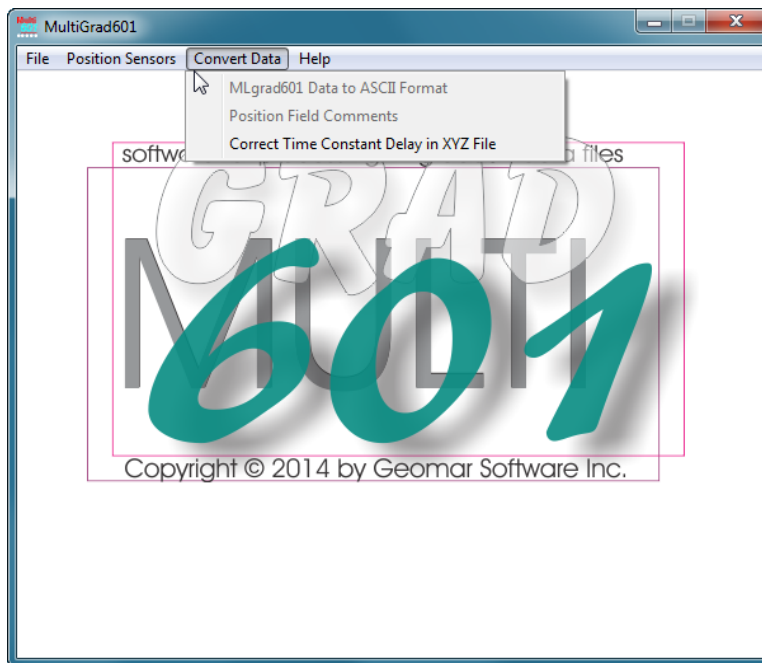 MultiGrad601
File Position Sensors Convert Data Help
MLgrad601 Data to ASCII Format
Position Field Comments
Correct Time Constant Delay in XYZ File
files
GRAD
MULTI
601
Copyright © 2014 by Geomar Software Inc.